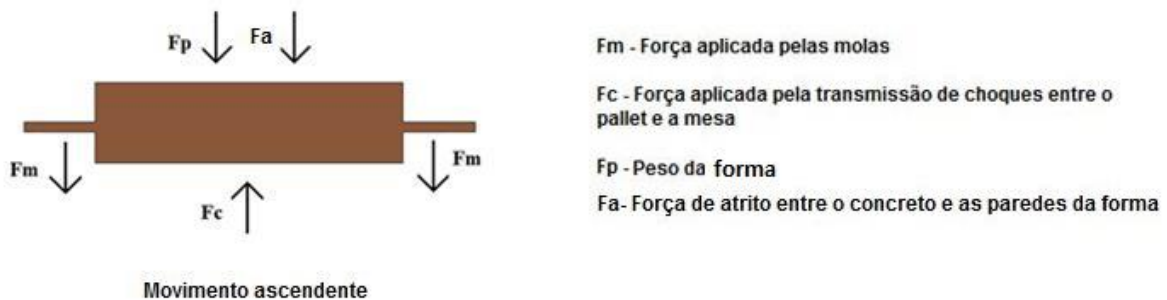 Fp Fa
Fm Fm
Fc
Movimento ascendente
Fm - Força aplicada pelas molas
Fc - Força aplicada pela transmissão de choques entre o
pallet e a mesa
Fp - Peso da forma
Fa- Força de atrito entre o concreto e as paredes da forma